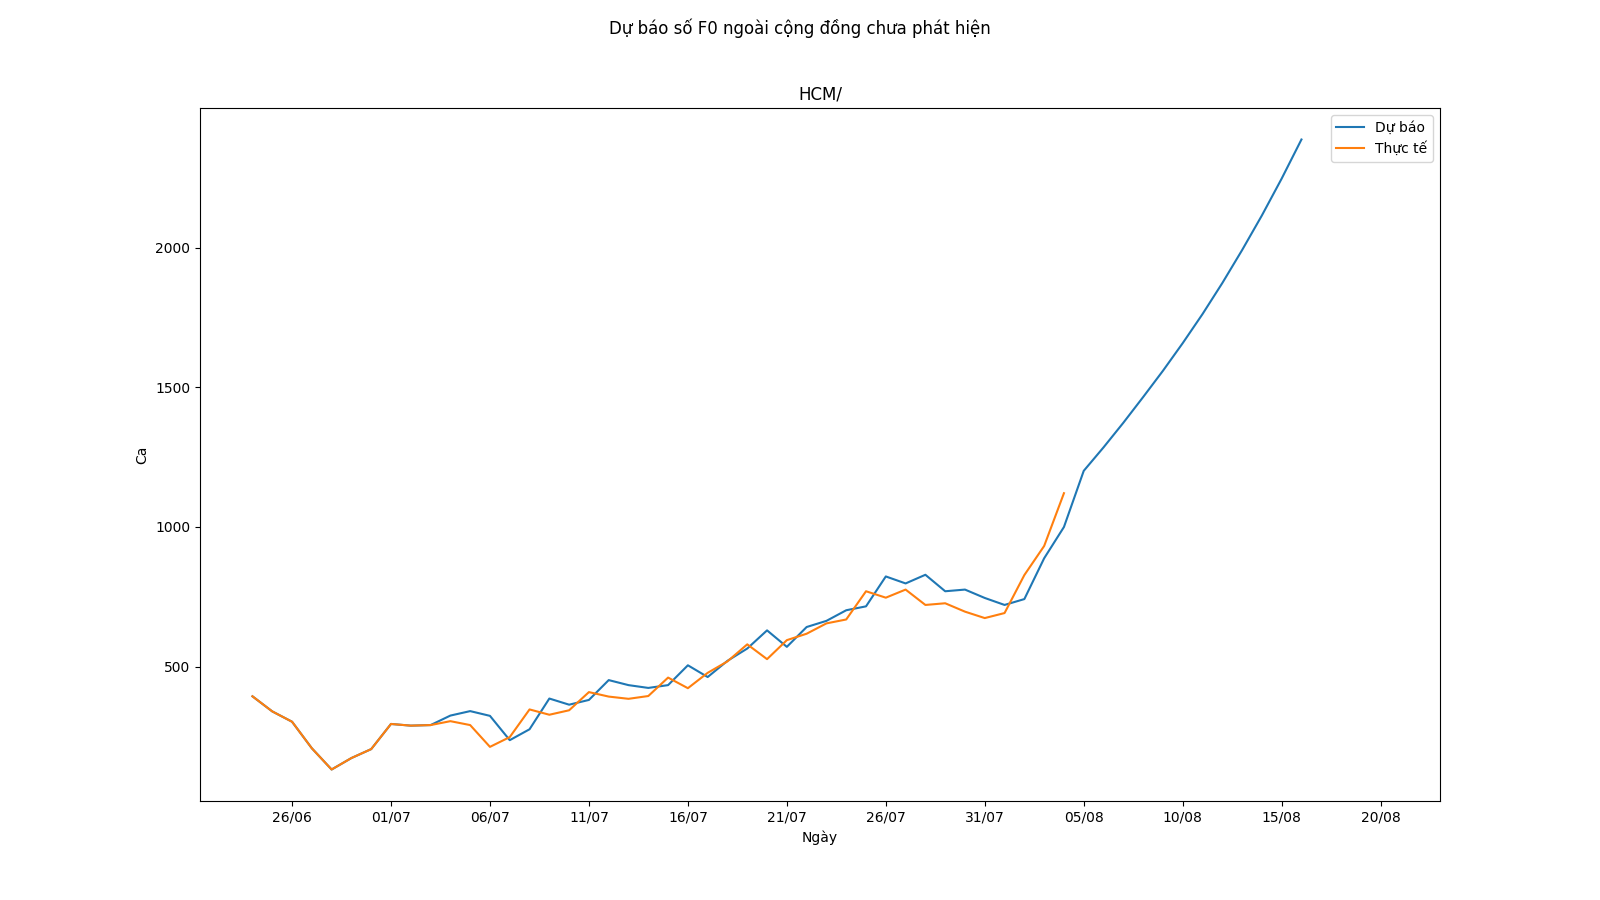 Dự báo số F0 ngoài cộng đồng chưa phát hiện
HCM/
Dự báo
Thực tế
2000
1500
1000
500
Ca
26/06 01/07 06/07 11/07 16/07 21/07 26/07 31/07 05/08 10/08 15/08 20/08
Ngày